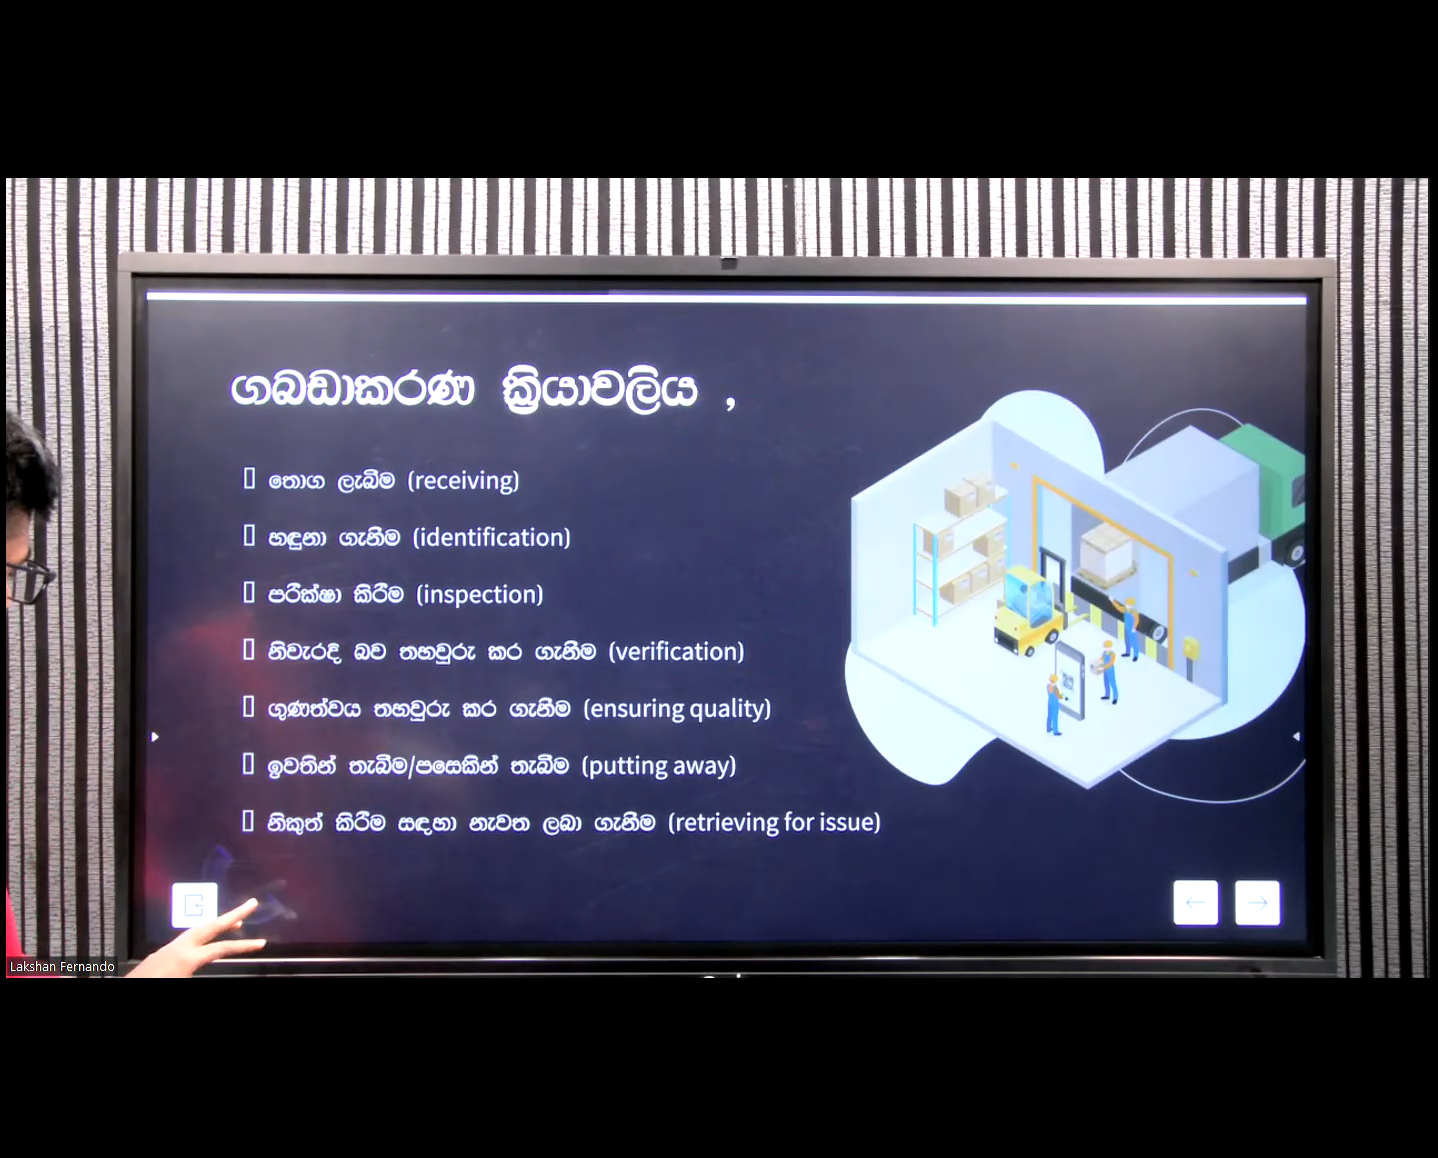 ගබඩාකරණ ක්‍රියාවලිය ,
තොග ලැබීම (receiving)
හඳුනා ගැනීම (identification)
පරීක්ෂා කිරීම (inspection)
නිවැරදි බව තහවුරු කර ගැනීම (verification)
ගුණත්වය තහවුරු කර ගැනීම (ensuring quality)
ඉවතින් තැබීම/පසෙකින් තැබීම (putting away)
නිකුත් කිරීම සඳහා නැවත ලබා ගැනීම (retrieving for issue)
Lakshan Fernando